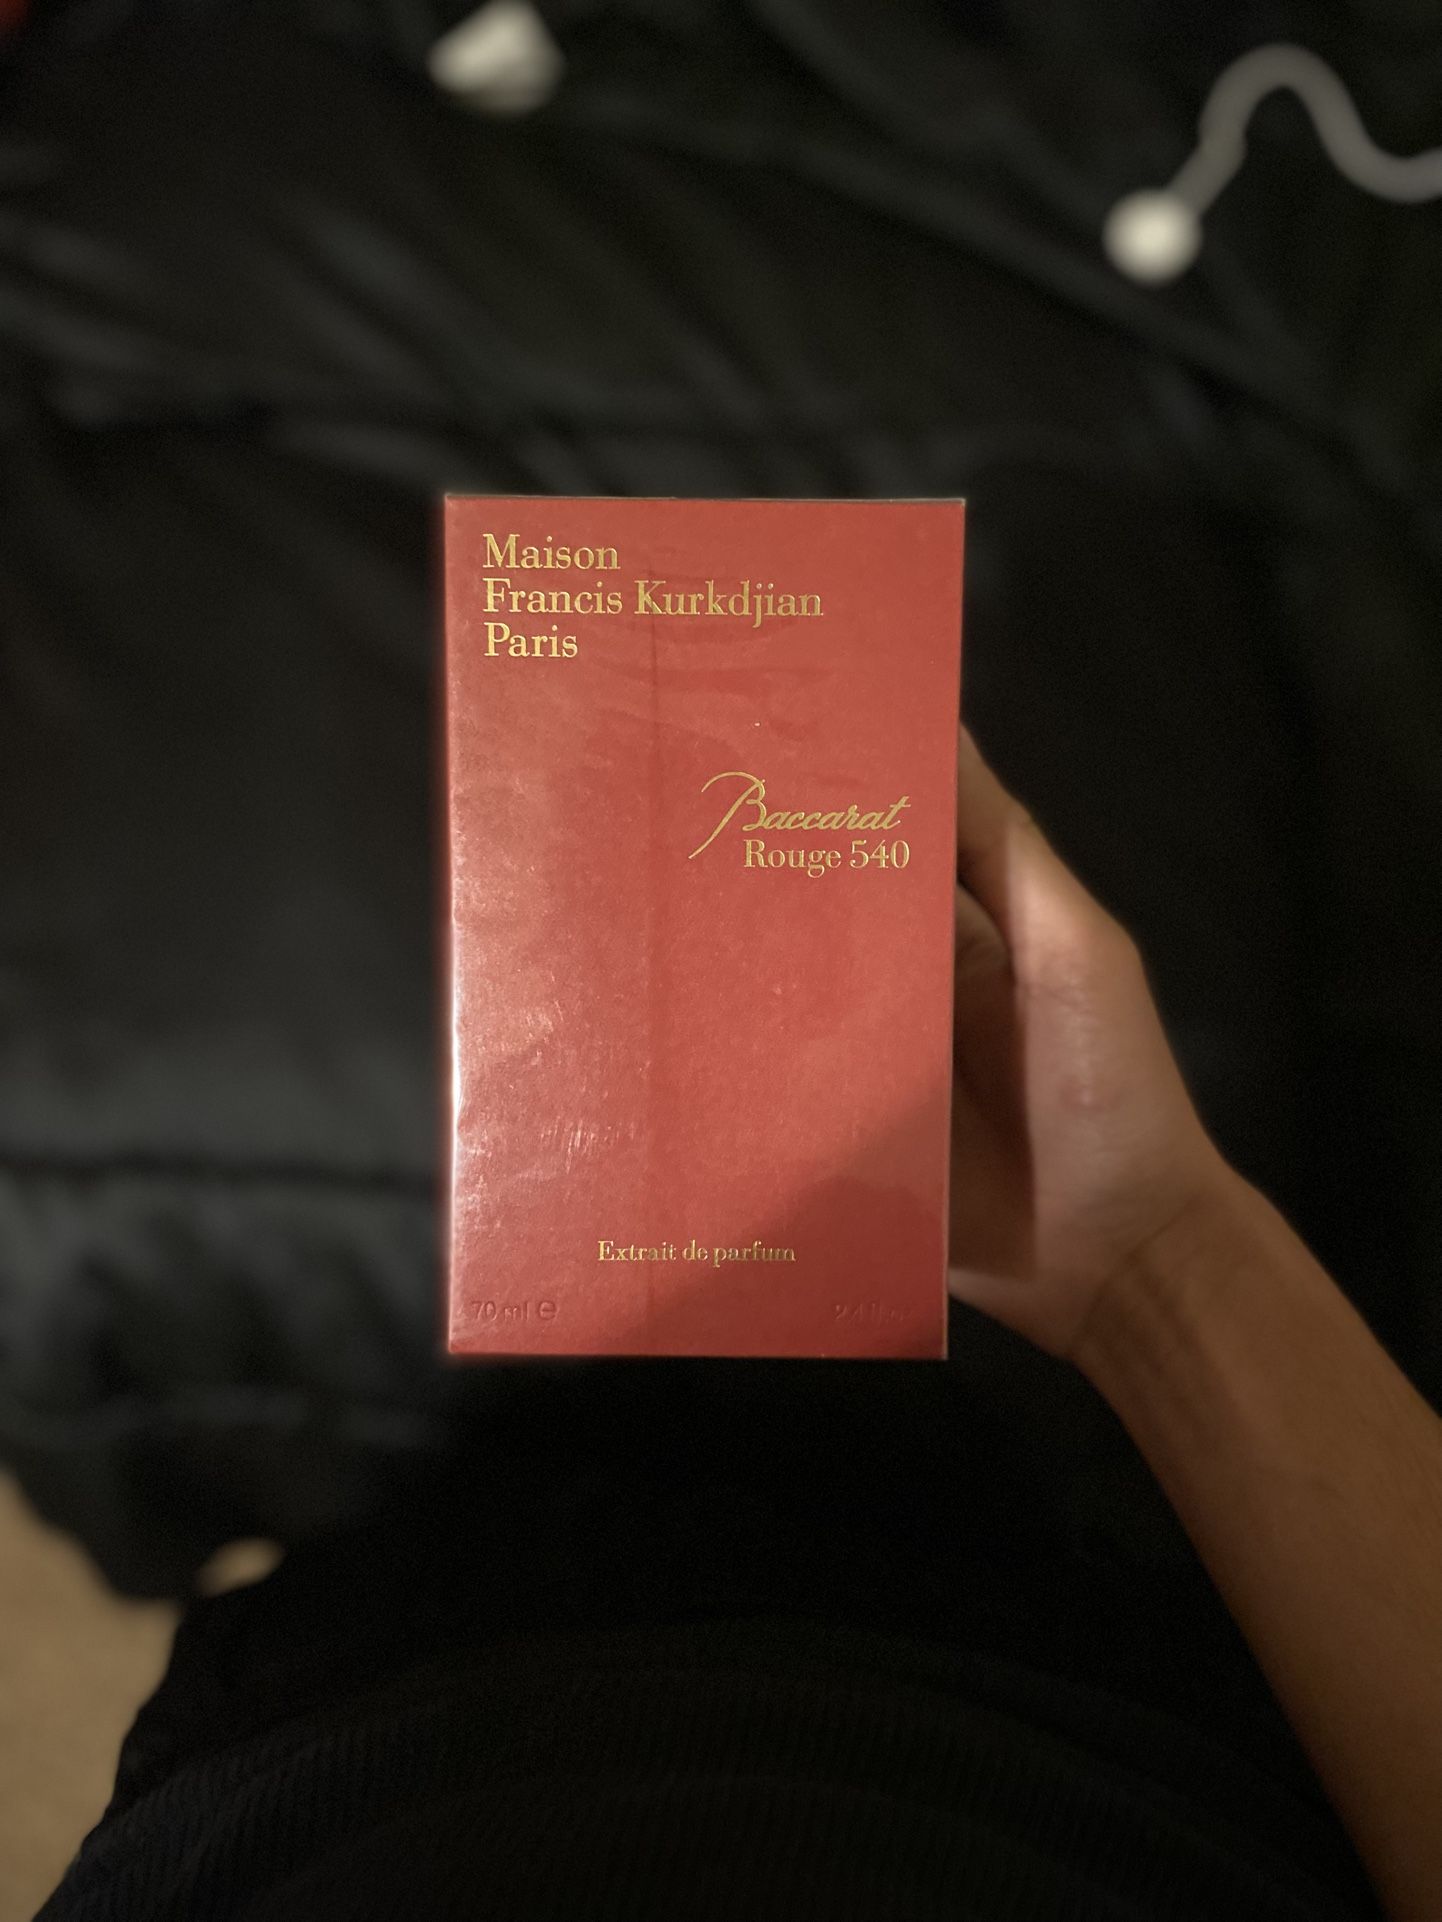 Maison
Francis Kurkdjian
Paris
Baccarat
Rouge 540
Extrait de parfum
70 ml e